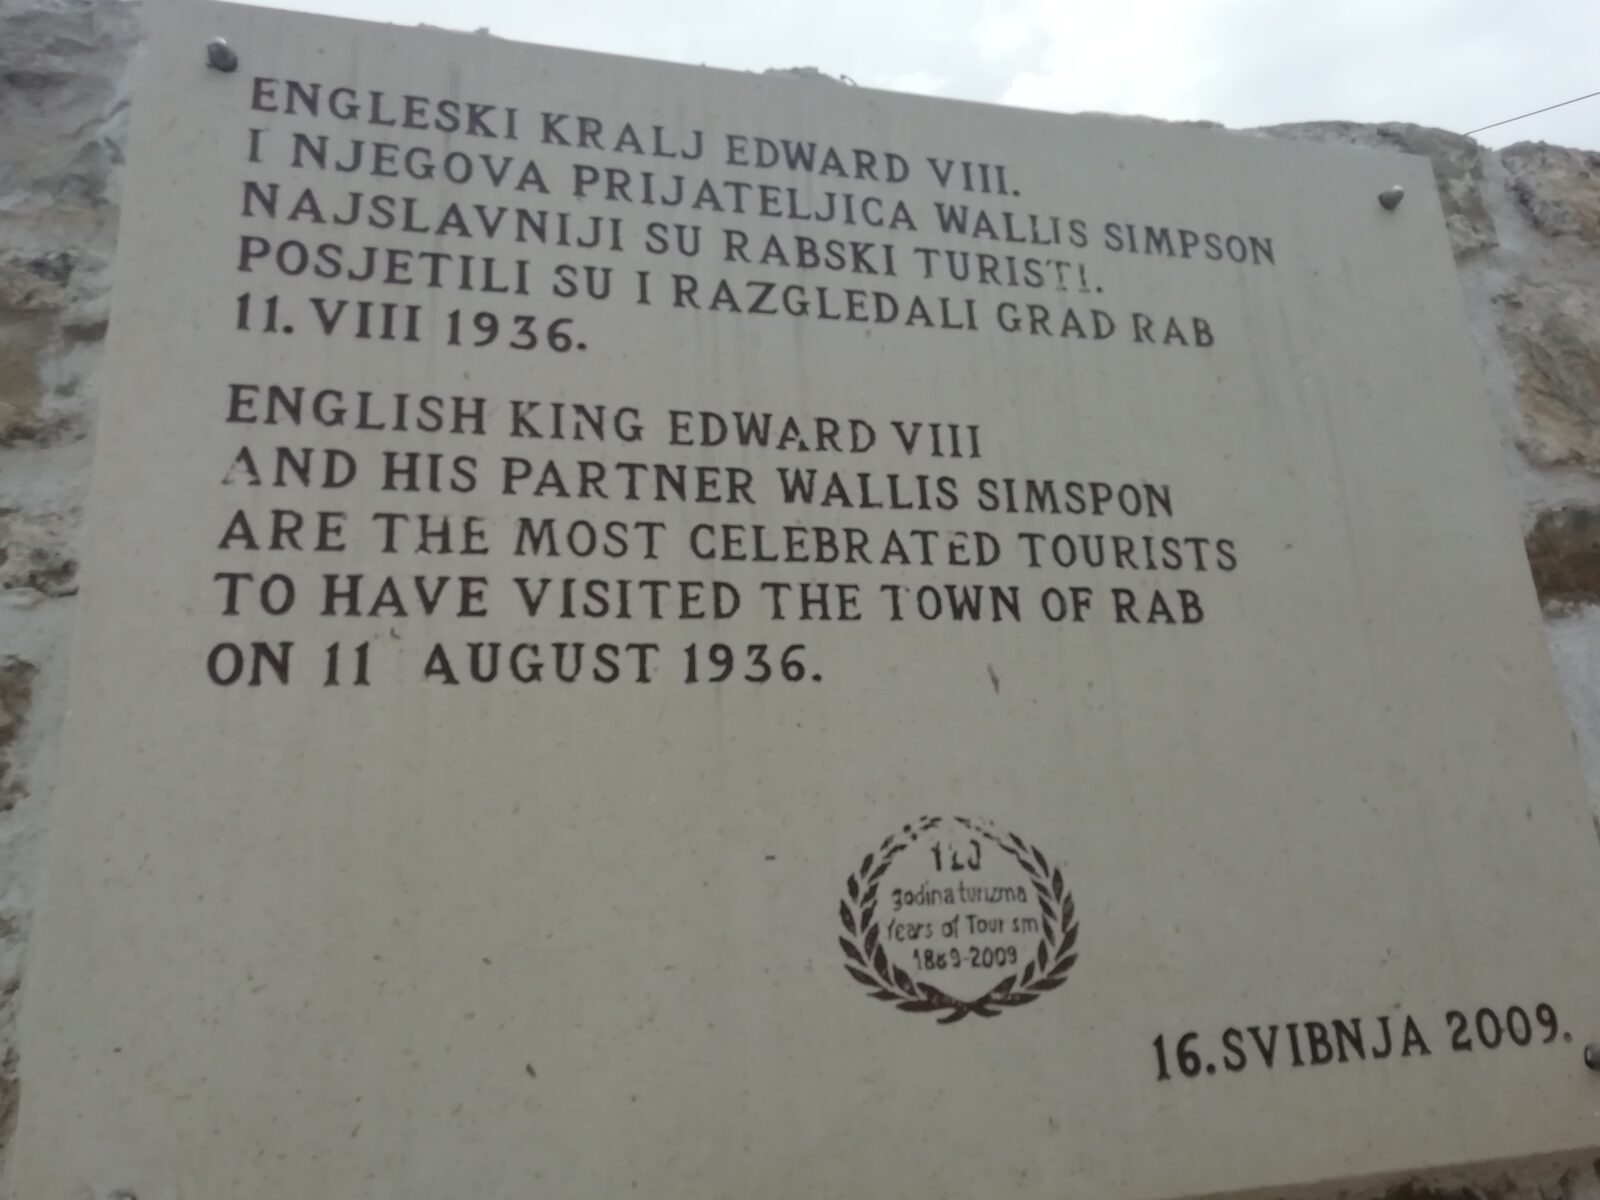 ENGLESKI KRALJ EDWARD VIII.
I NJEGOVA PRIJATELJICA WALLIS SIMPSON
NAJSLAVNIJI SU RABSKI TURISTI.
POSJETILI SU I RAZGLEDALI GRAD RAB
11. VIII 1936.
ENGLISH KING EDWARD VIII
AND HIS PARTNER WALLIS SIMSPON
ARE THE MOST CELEBRATED TOURISTS
TO HAVE VISITED THE TOWN OF RAB
ON 11 AUGUST 1936.
120
godina turizma
Years of Tourism
1889-2009
16. SVIBNJA 2009.